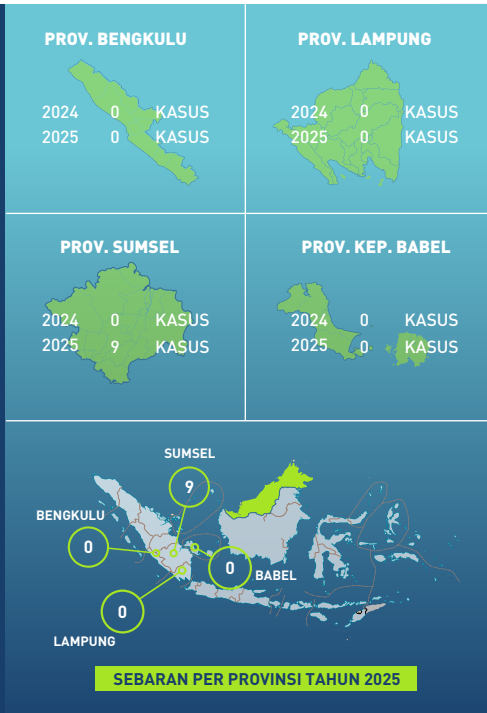 PROV. BENGKULU
2024 0 KASUS
2025 0 KASUS
PROV. LAMPUNG
2024 0 KASUS
2025 0 KASUS
PROV. SUMSEL
2024 0 KASUS
2025 9 KASUS
PROV. KEP. BABEL
2024 0 KASUS
2025 0 KASUS
SUMSEL
9
BENGKULU
0
0
BABEL
0
LAMPUNG
SEBARAN PER PROVINSI TAHUN 2025